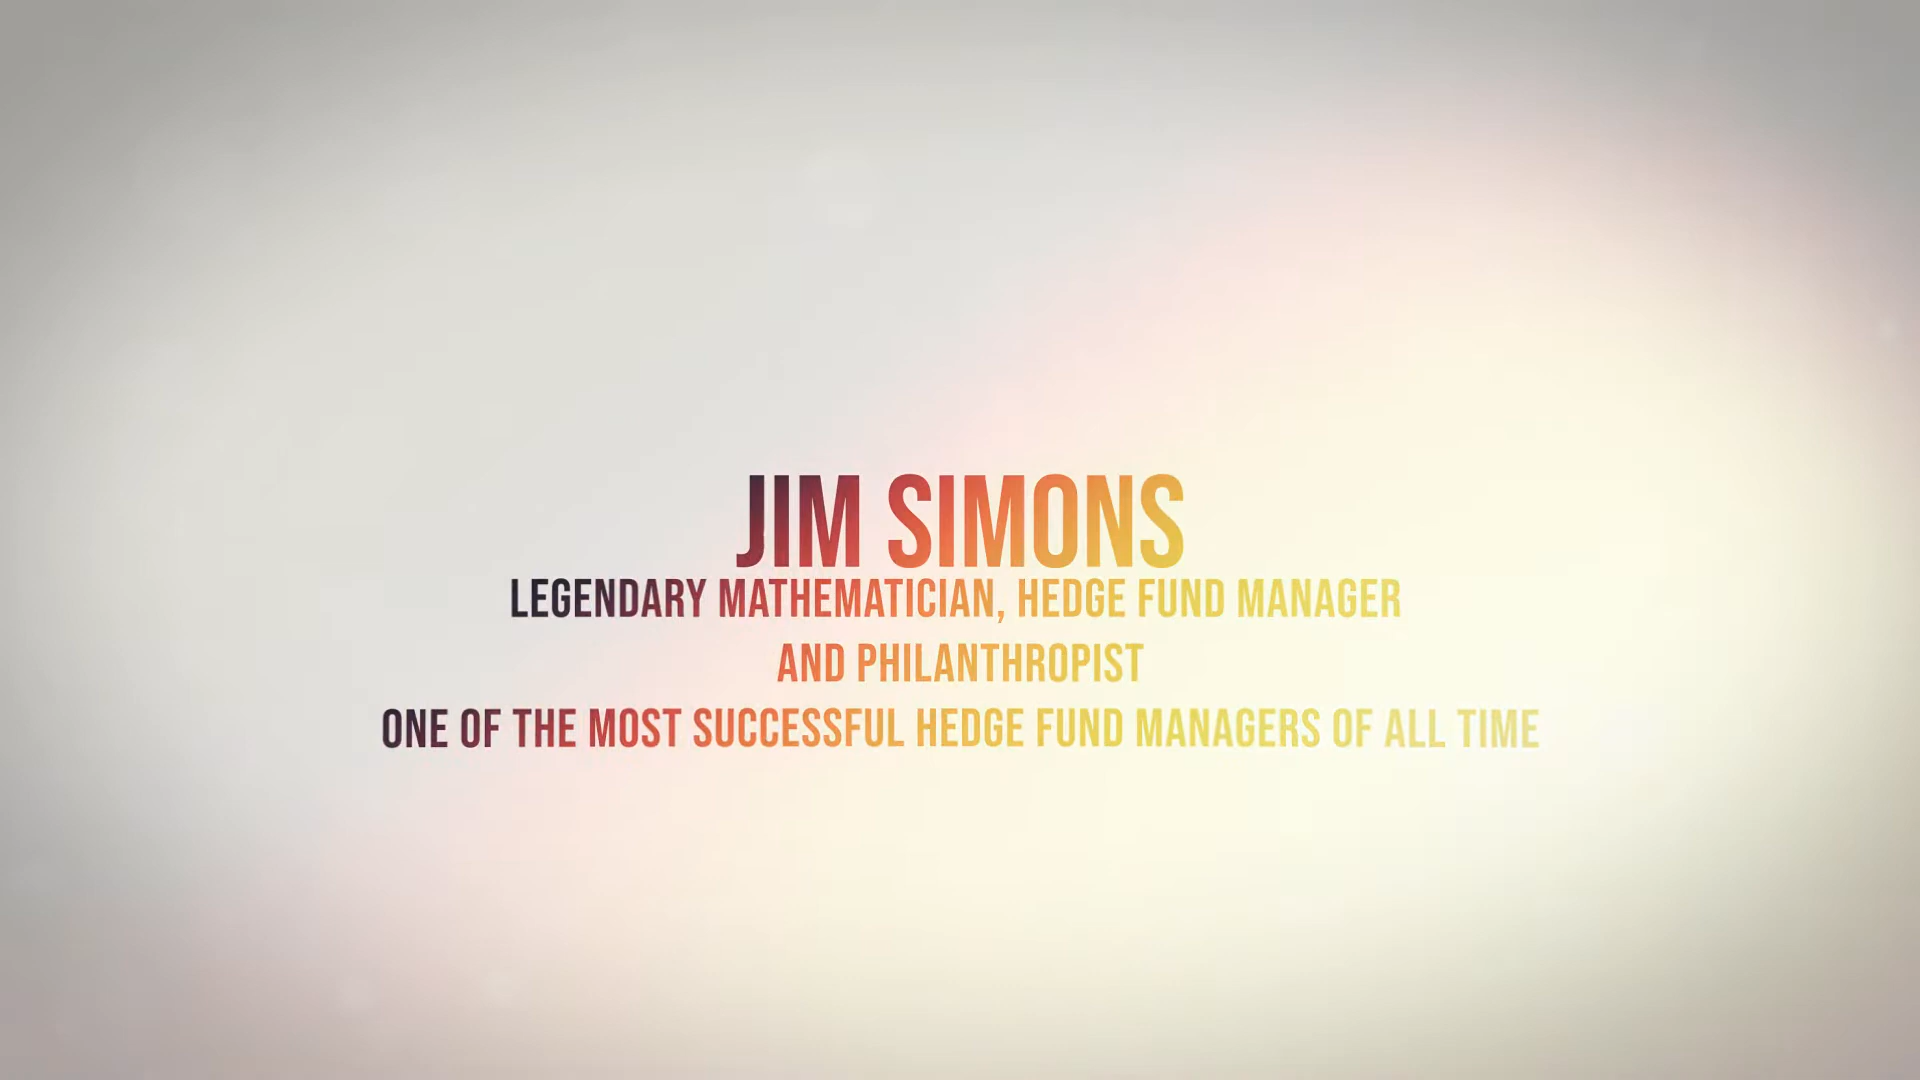 JIM SIMONS
LEGENDARY MATHEMATICIAN, HEDGE FUND MANAGER
AND PHILANTHROPIST
ONE OF THE MOST SUCCESSFUL HEDGE FUND MANAGERS OF ALL TIME